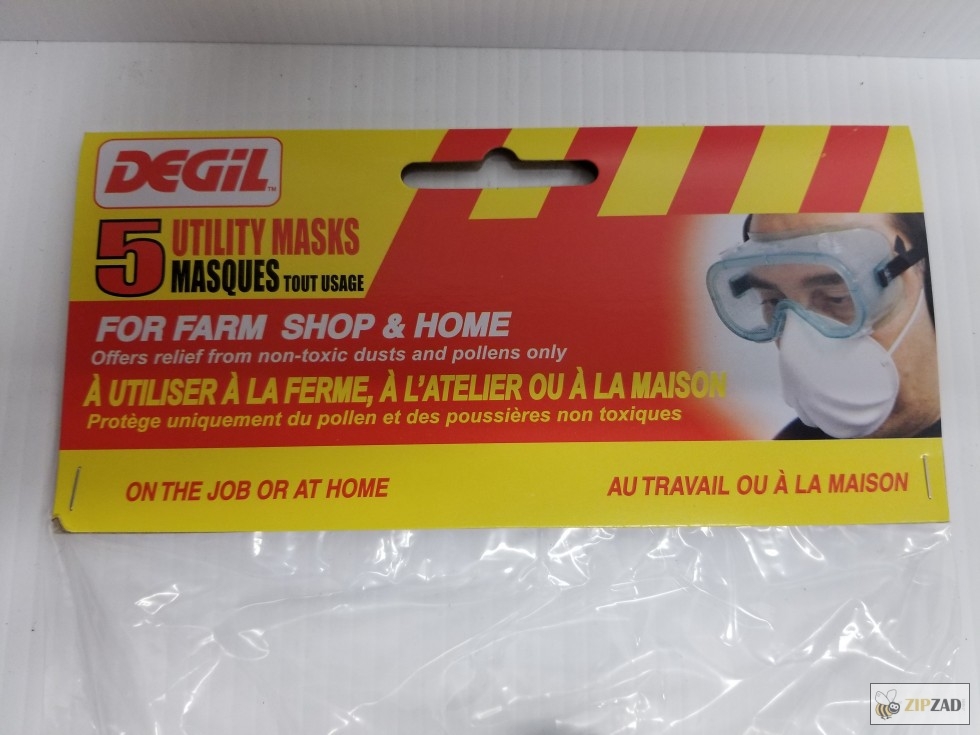 DEGiL™
5 UTILITY MASKS
MASQUES TOUT USAGE
FOR FARM SHOP & HOME
Offers relief from non-toxic dusts and pollens only
À UTILISER À LA FERME, À L'ATELIER OU À LA MAISON
Protège uniquement du pollen et des poussières non toxiques
ON THE JOB OR AT HOME
AU TRAVAIL OU À LA MAISON
ZIPZAD